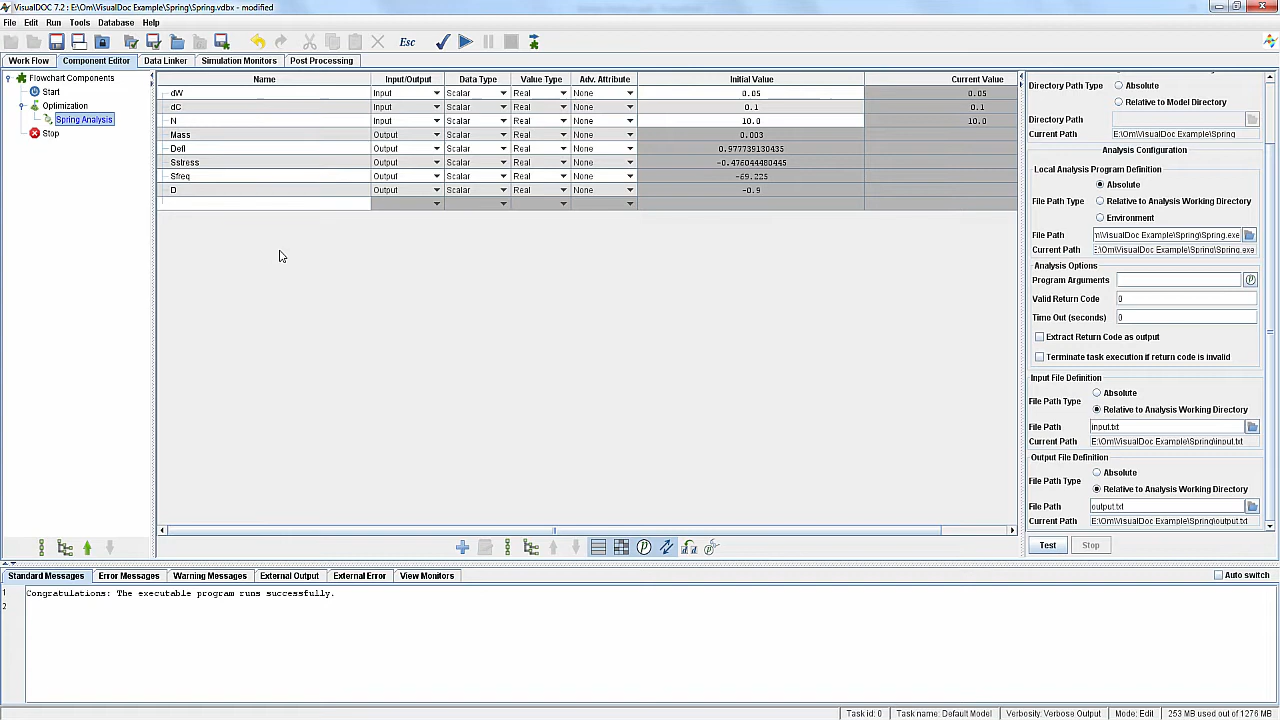 VisualDOC 7.2 : E:\Om\VisualDoc Example\Spring\Spring.vdbx - modified
File Edit Run Tools Database Help
Esc
Work Flow Component Editor Data Linker Simulation Monitors Post Processing
Flowchart Components
Start
Optimization
Spring Analysis
Stop
Name Input/Output Data Type Value Type Adv. Attribute Initial Value Current Value
dW Input Scalar Real None 0.05 0.05
dC Input Scalar Real None 0.1 0.1
N Input Scalar Real None 10.0 10.0
Mass Output Scalar Real None 0.003
Defl Output Scalar Real None 0.977739130435
Sstress Output Scalar Real None -0.476044480445
Sfreq Output Scalar Real None -69.225
D Output Scalar Real None -0.9
Directory Path Type Absolute
Relative to Model Directory
Directory Path
Current Path E:\Om\VisualDoc Example\Spring
Analysis Configuration
Local Analysis Program Definition
Absolute
File Path Type Relative to Analysis Working Directory
Environment
File Path m\VisualDoc Example\Spring\Spring.exe
Current Path E:\Om\VisualDoc Example\Spring\Spring.exe
Analysis Options
Program Arguments
Valid Return Code 0
Time Out (seconds) 0
Extract Return Code as output
Terminate task execution if return code is invalid
Input File Definition
Absolute
File Path Type
Relative to Analysis Working Directory
File Path input.txt
Current Path E:\Om\VisualDoc Example\Spring\input.txt
Output File Definition
Absolute
File Path Type
Relative to Analysis Working Directory
File Path output.txt
Current Path E:\Om\VisualDoc Example\Spring\output.txt
Test Stop
Standard Messages Error Messages Warning Messages External Output External Error View Monitors Auto switch
1 Congratulations: The executable program runs successfully.
2
Task id: 0 Task name: Default Model Verbosity: Verbose Output Mode: Edit 253 MB used out of 1276 MB